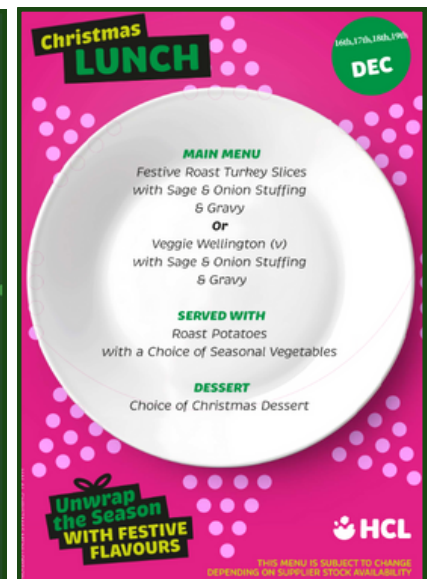 Christmas
LUNCH
16th,17th,18th,19th
DEC
MAIN MENU
Festive Roast Turkey Slices
with Sage & Onion Stuffing
& Gravy
Or
Veggie Wellington (v)
with Sage & Onion Stuffing
& Gravy
SERVED WITH
Roast Potatoes
with a Choice of Seasonal Vegetables
DESSERT
Choice of Christmas Dessert
Unwrap
the Season
WITH FESTIVE
FLAVOURS
HCL
THIS MENU IS SUBJECT TO CHANGE
DEPENDING ON SUPPLIER STOCK AVAILABILITY